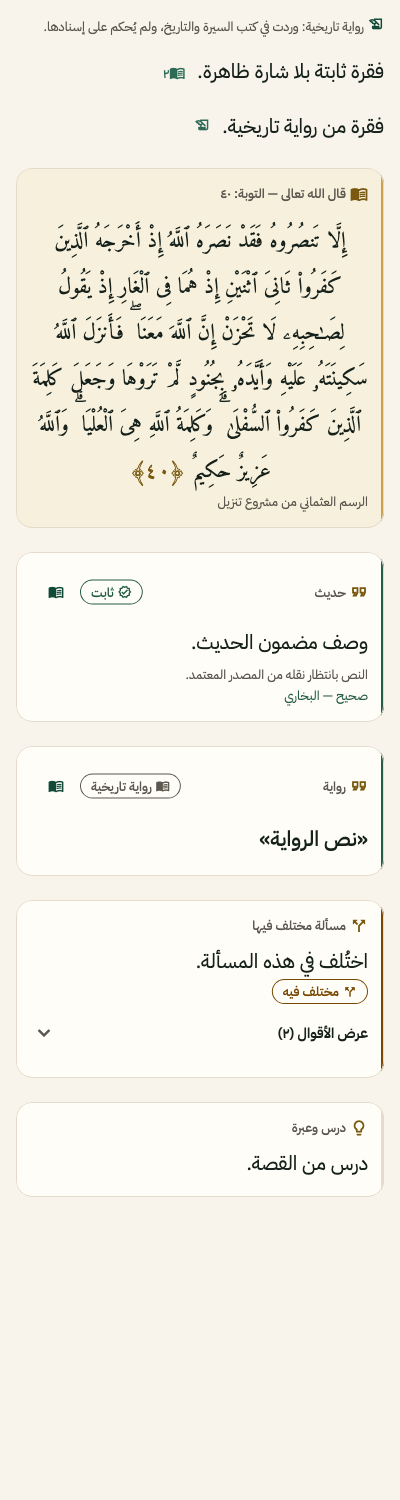 رواية تاريخية: وردت في كتب السيرة والتاريخ، ولم يُحكم على إسنادها.
فقرة ثابتة بلا شارة ظاهرة. ٢
فقرة من رواية تاريخية.
قال الله تعالى — التوبة: ٤٠
إِلَّا تَنصُرُوهُ فَقَدْ نَصَرَهُ ٱللَّهُ إِذْ أَخْرَجَهُ ٱلَّذِينَ
كَفَرُوا۟ ثَانِىَ ٱثْنَيْنِ إِذْ هُمَا فِى ٱلْغَارِ إِذْ يَقُولُ
لِصَـٰحِبِهِۦ لَا تَحْزَنْ إِنَّ ٱللَّهَ مَعَنَا ۖ فَأَنزَلَ ٱللَّهُ
سَكِينَتَهُۥ عَلَيْهِ وَأَيَّدَهُۥ بِجُنُودٍ لَّمْ تَرَوْهَا وَجَعَلَ كَلِمَةَ
ٱلَّذِينَ كَفَرُوا۟ ٱلسُّفْلَىٰ ۗ وَكَلِمَةُ ٱللَّهِ هِىَ ٱلْعُلْيَا ۗ وَٱللَّهُ
عَزِيزٌ حَكِيمٌ ﴿٤٠﴾
الرسم العثماني من مشروع تنزيل
حديث ثابت
وصف مضمون الحديث.
النص بانتظار نقله من المصدر المعتمد.
صحيح — البخاري
رواية رواية تاريخية
«نص الرواية»
مسألة مختلف فيها
اختُلف في هذه المسألة.
مختلف فيه
عرض الأقوال (٢)
درس وعبرة
درس من القصة.